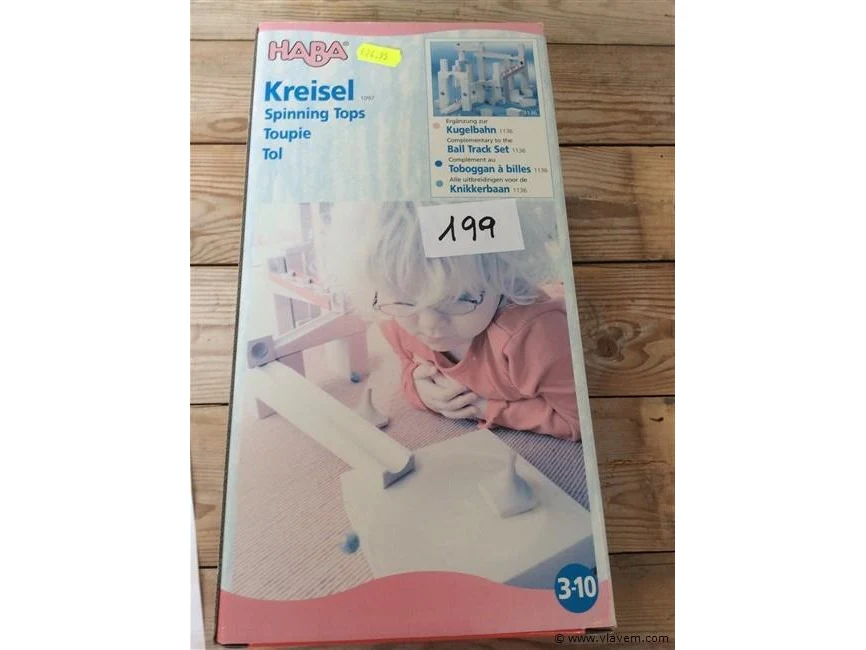 HABA®
Kreisel 1097
Spinning Tops
Toupie
Tol
1136
Ergänzung zur
Kugelbahn 1136
Complementary to the
Ball Track Set 1136
Complément au
Toboggan à billes 1136
Alle uitbreidingen voor de
Knikkerbaan 1136
199
3-10
© www.vlavem.com